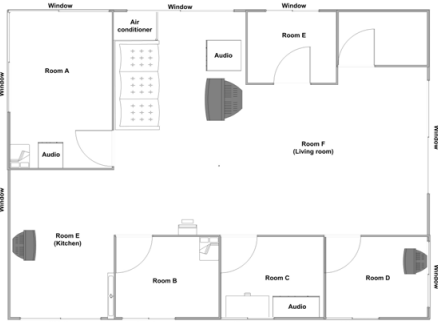 Window
Window
Window
Air
conditioner
Room E
Audio
Room A
Window
Window
Room F
(Living room)
Audio
Window
Room E
(Kitchen)
Room B
Room C
Room D
Window
Audio